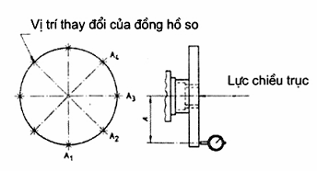 Vị trí thay đổi của đồng hồ so
A₄
A₃
A₂
A₁
A
Lực chiều trục